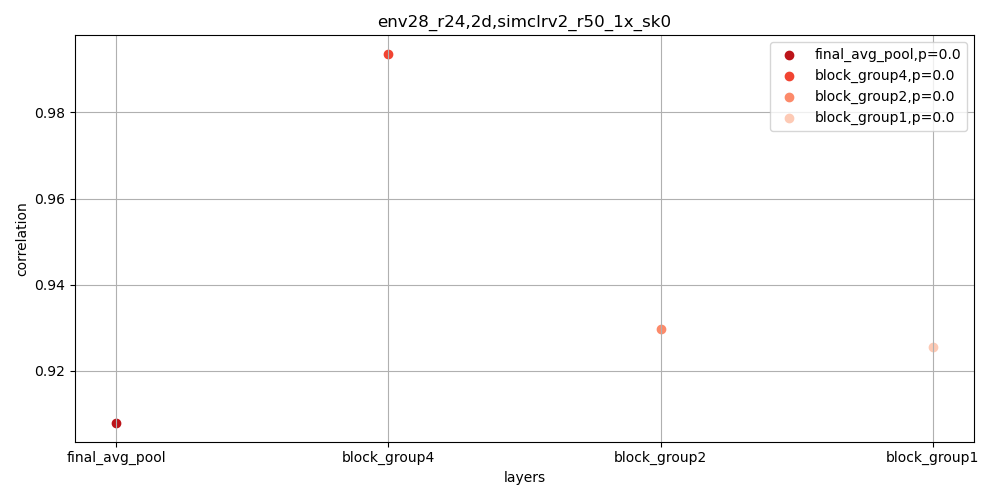 env28_r24,2d,simclrv2_r50_1x_sk0
final_avg_pool,p=0.0
block_group4,p=0.0
block_group2,p=0.0
block_group1,p=0.0
0.98
0.96
0.94
0.92
correlation
final_avg_pool
block_group4
block_group2
block_group1
layers